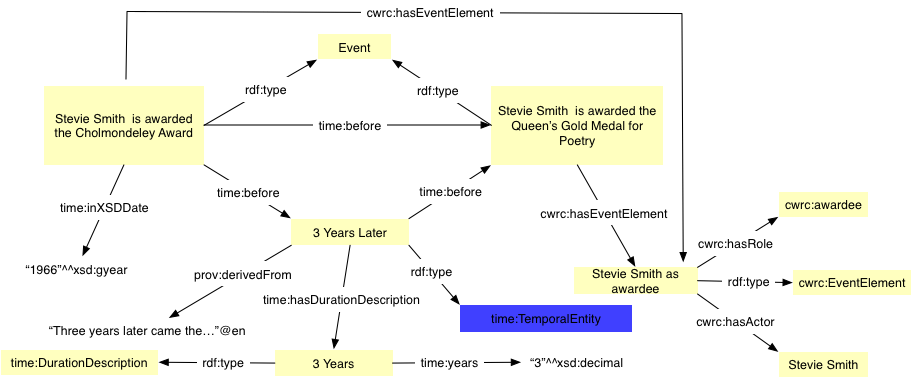 cwrc:hasEventElement
Event
rdf:type
rdf:type
Stevie Smith is awarded
the Cholmondeley Award
time:before
Stevie Smith is awarded the
Queen's Gold Medal for
Poetry
time:before
time:before
time:inXSDDate
cwrc:hasEventElement
cwrc:awardee
3 Years Later
cwrc:hasRole
"1966"^^xsd:gyear
prov:derivedFrom
rdf:type
Stevie Smith as
awardee
rdf:type
cwrc:EventElement
time:hasDurationDescription
time:TemporalEntity
cwrc:hasActor
"Three years later came the..."@en
time:DurationDescription
rdf:type
3 Years
time:years
"3"^^xsd:decimal
Stevie Smith